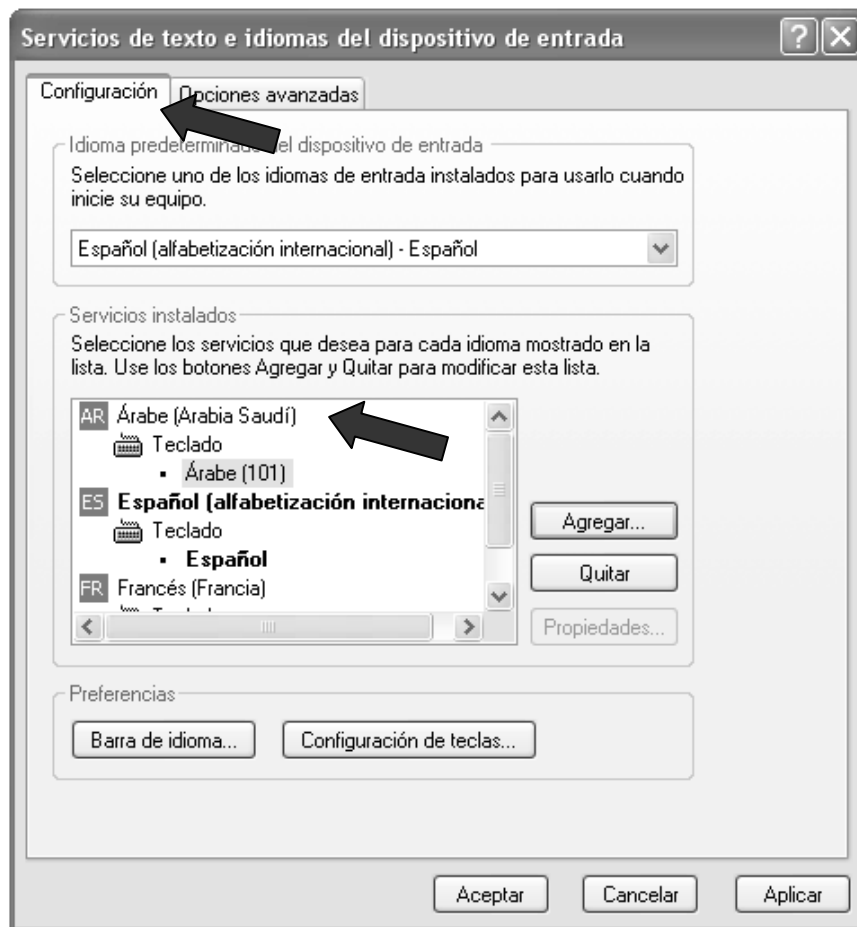 Servicios de texto e idiomas del dispositivo de entrada
Configuración
Opciones avanzadas
Idioma predeterminado del dispositivo de entrada
Seleccione uno de los idiomas de entrada instalados para usarlo cuando
inicie su equipo.
Español (alfabetización internacional) - Español
Servicios instalados
Seleccione los servicios que desea para cada idioma mostrado en la
lista. Use los botones Agregar y Quitar para modificar esta lista.
AR Árabe (Arabia Saudí)
Teclado
▪ Árabe (101)
ES Español (alfabetización internaciona
Teclado
▪ Español
FR Francés (Francia)
Agregar...
Quitar
Propiedades...
Preferencias
Barra de idioma...
Configuración de teclas...
Aceptar
Cancelar
Aplicar